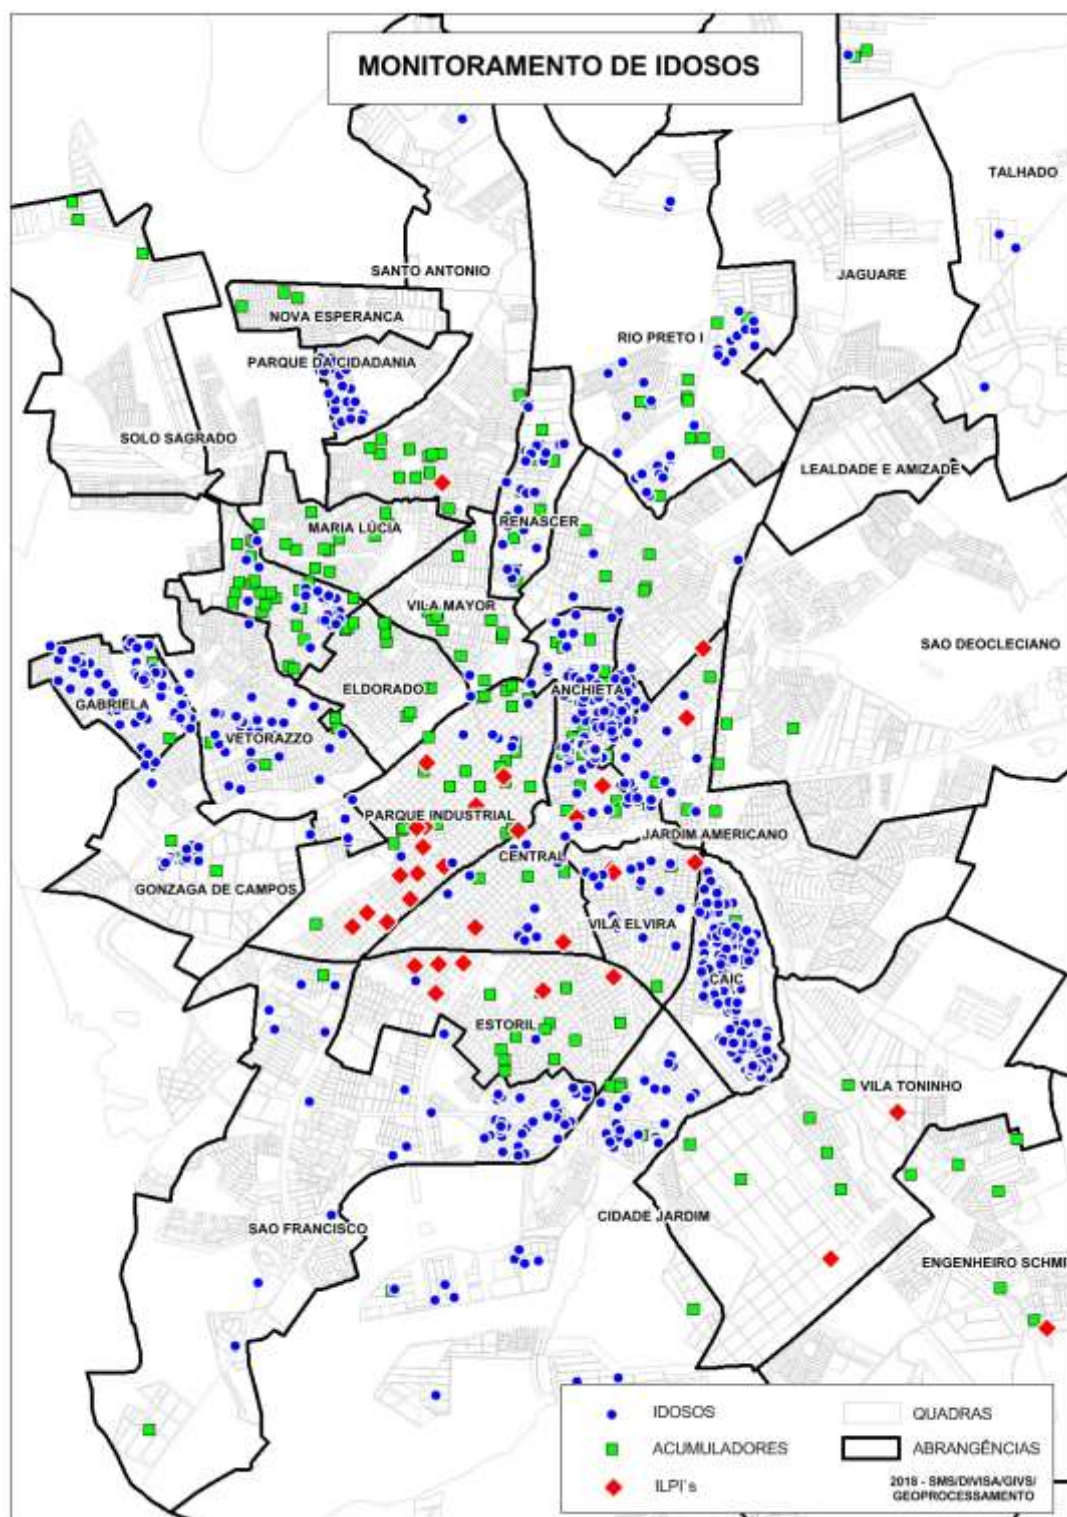 MONITORAMENTO DE IDOSOS
TALHADO
SANTO ANTONIO
JAGUARE
NOVA ESPERANCA
RIO PRETO I
PARQUE DA CIDADANIA
SOLO SAGRADO
LEALDADE E AMIZADE
MARIA LÚCIA
RENASCER
VILA MAYOR
SAO DEOCLECIANO
ELDORADO
ANCHIETA
GABRIELA
VETORAZZO
PARQUE INDUSTRIAL
JARDIM AMERICANO
CENTRAL
GONZAGA DE CAMPOS
VILA ELVIRA
CAIC
ESTORIL
VILA TONINHO
CIDADE JARDIM
SAO FRANCISCO
ENGENHEIRO SCHMI
IDOSOS
QUADRAS
ACUMULADORES
ABRANGÊNCIAS
ILPI's
2018 - SMS/DIVISA/GIVS/
GEOPROCESSAMENTO